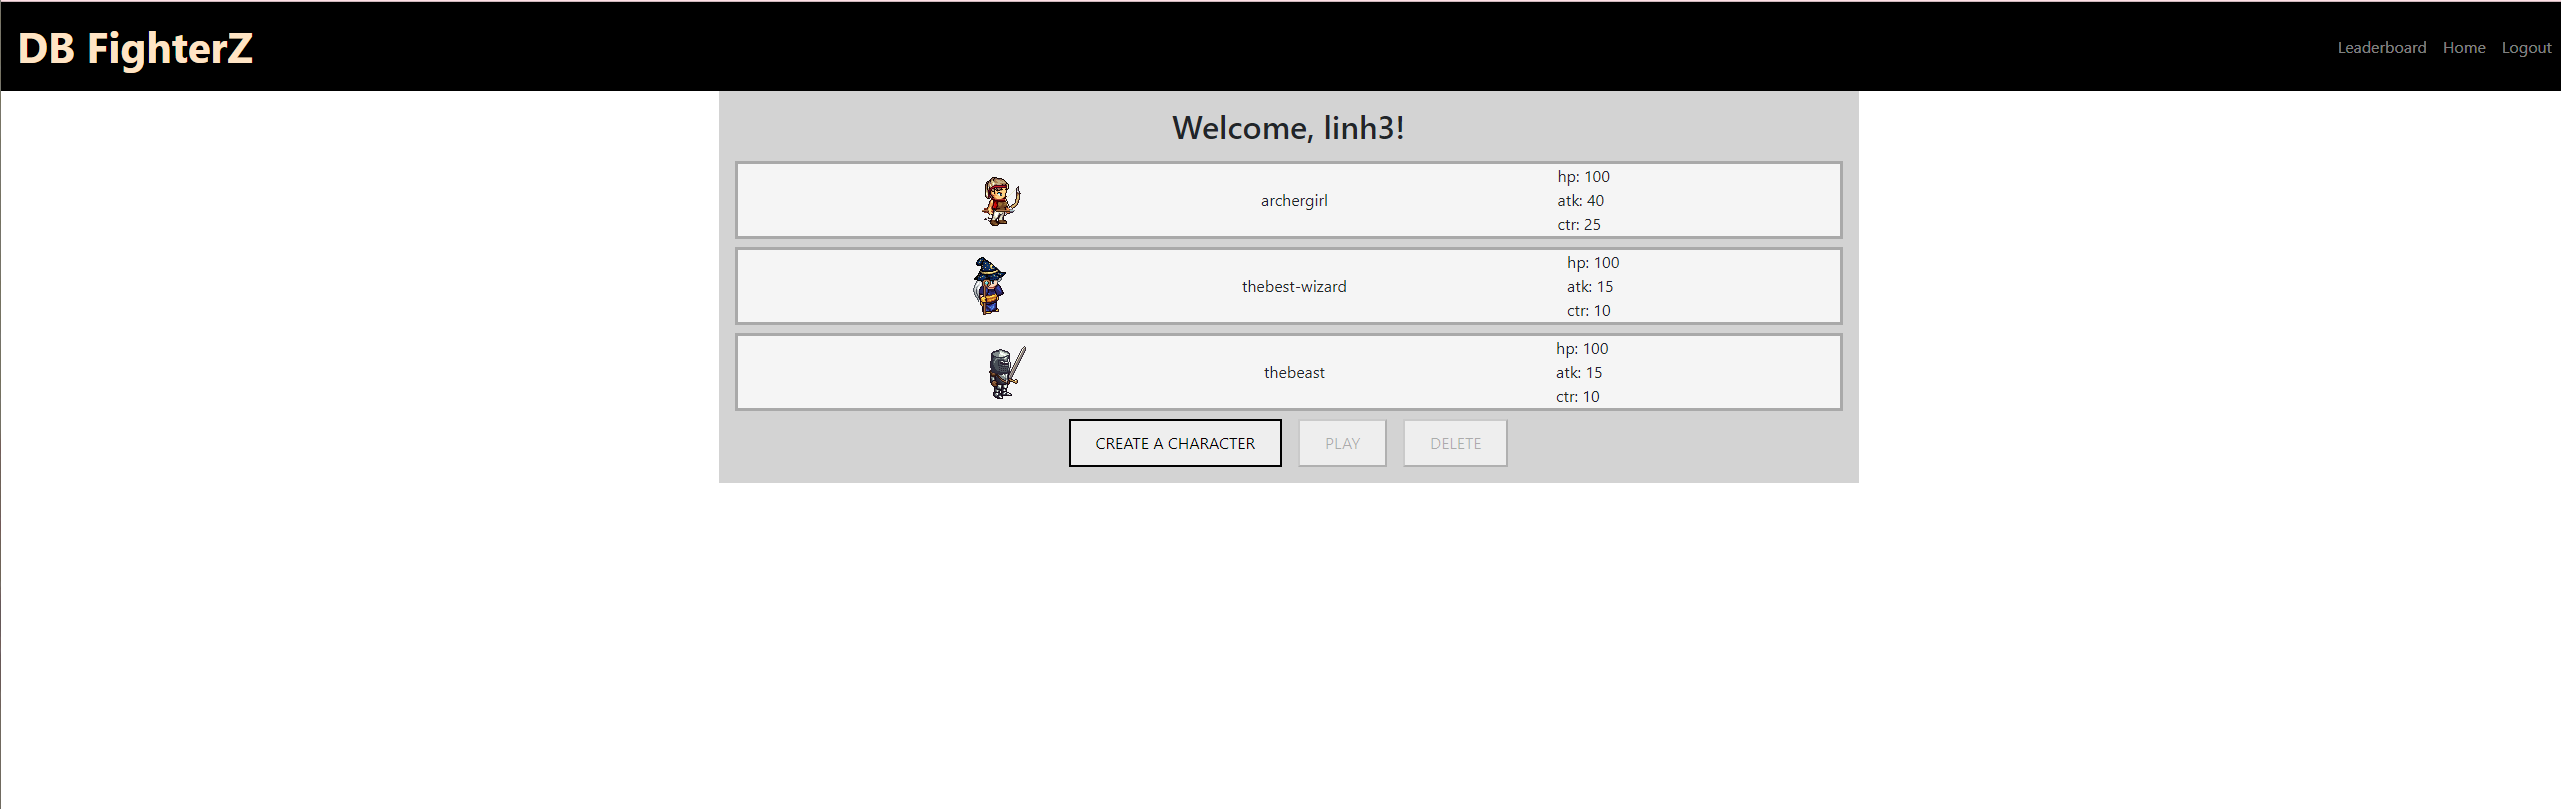 DB FighterZ
Leaderboard Home Logout
Welcome, linh3!
archergirl
hp: 100
atk: 40
ctr: 25
thebest-wizard
hp: 100
atk: 15
ctr: 10
thebeast
hp: 100
atk: 15
ctr: 10
CREATE A CHARACTER PLAY DELETE